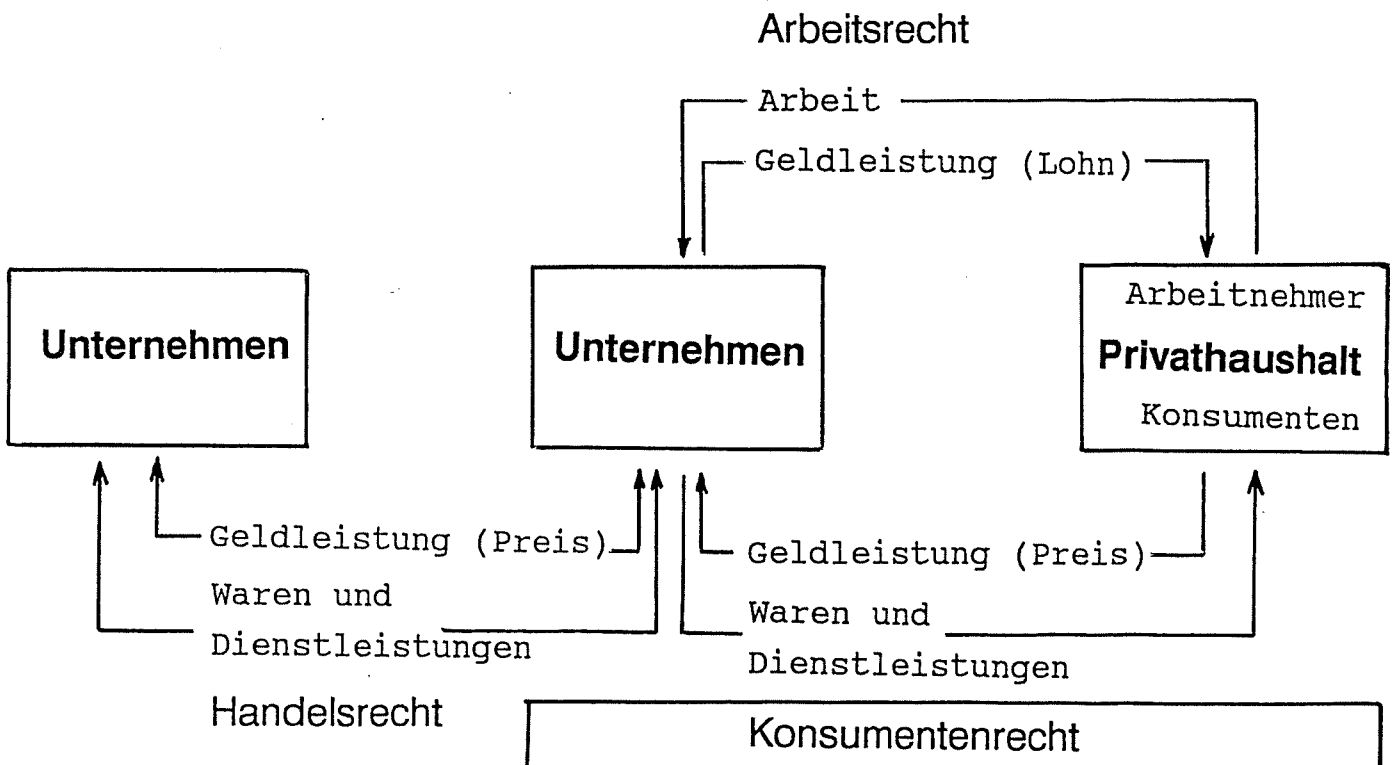 Arbeitsrecht
Arbeit
Geldleistung (Lohn)
Unternehmen
Unternehmen
Arbeitnehmer
Privathaushalt
Konsumenten
Geldleistung (Preis)
Waren und
Dienstleistungen
Geldleistung (Preis)
Waren und
Dienstleistungen
Handelsrecht
Konsumentenrecht